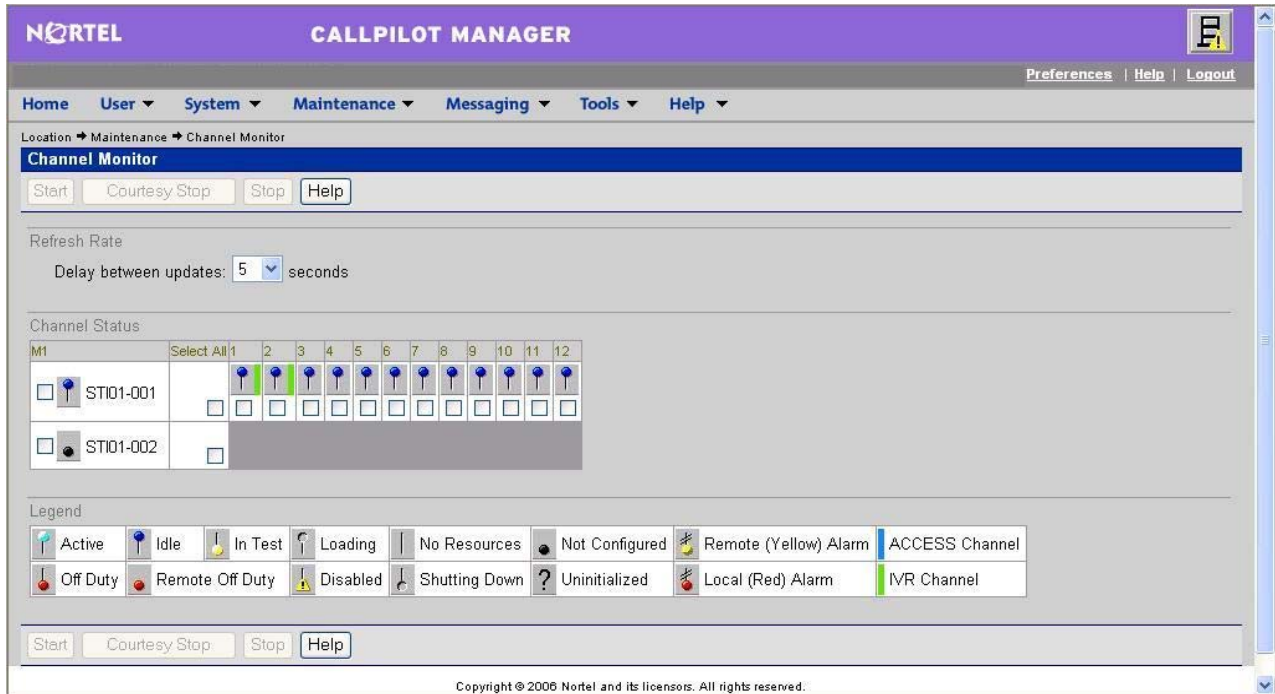 NORTEL CALLPILOT MANAGER
Preferences | Help | Logout
Home User System Maintenance Messaging Tools Help
Location Maintenance Channel Monitor
Channel Monitor
Start Courtesy Stop Stop Help
Refresh Rate
Delay between updates: 5 seconds
Channel Status
M1 Select All 1 2 3 4 5 6 7 8 9 10 11 12
STI01-001
STI01-002
Legend
Active Idle In Test Loading No Resources Not Configured Remote (Yellow) Alarm ACCESS Channel
Off Duty Remote Off Duty Disabled Shutting Down ? Uninitialized Local (Red) Alarm IVR Channel
Start Courtesy Stop Stop Help
Copyright © 2006 Nortel and its licensors. All rights reserved.